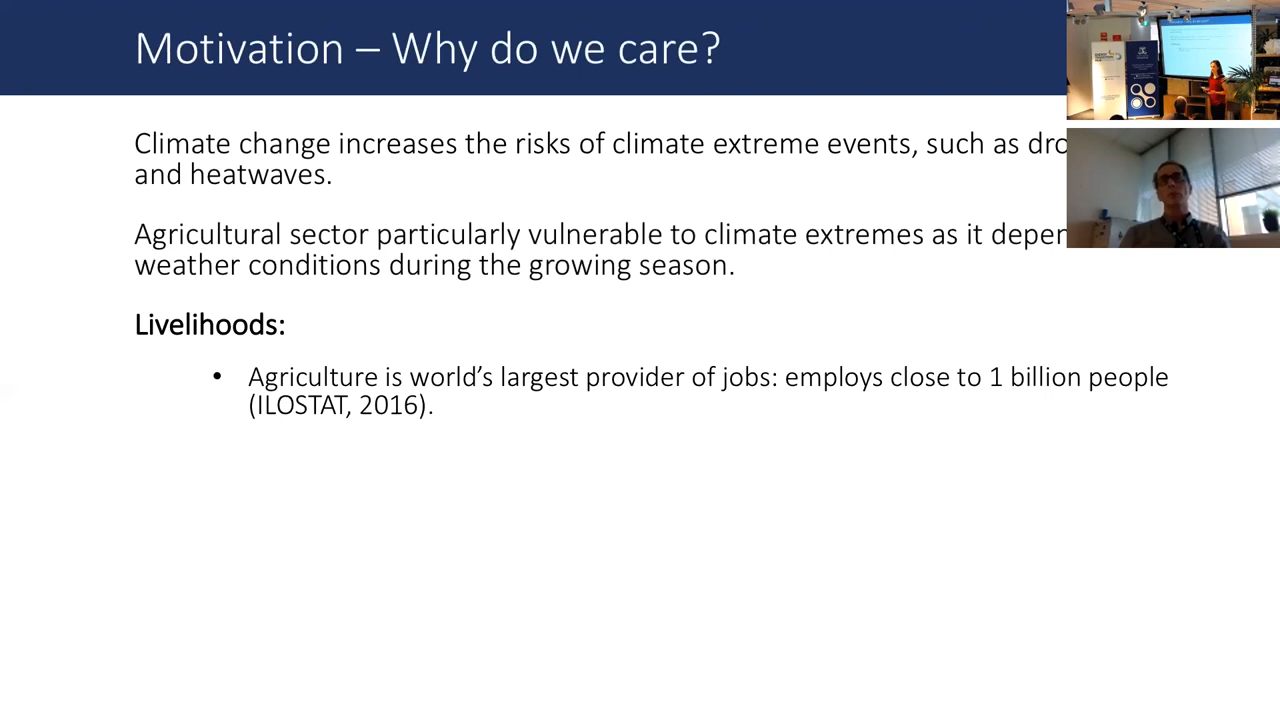 Motivation – Why do we care?
Climate change increases the risks of climate extreme events, such as
and heatwaves.
Agricultural sector particularly vulnerable to climate extremes as it
weather conditions during the growing season.
Livelihoods:
• Agriculture is world’s largest provider of jobs: employs close to 1 billion people
(ILOSTAT, 2016).